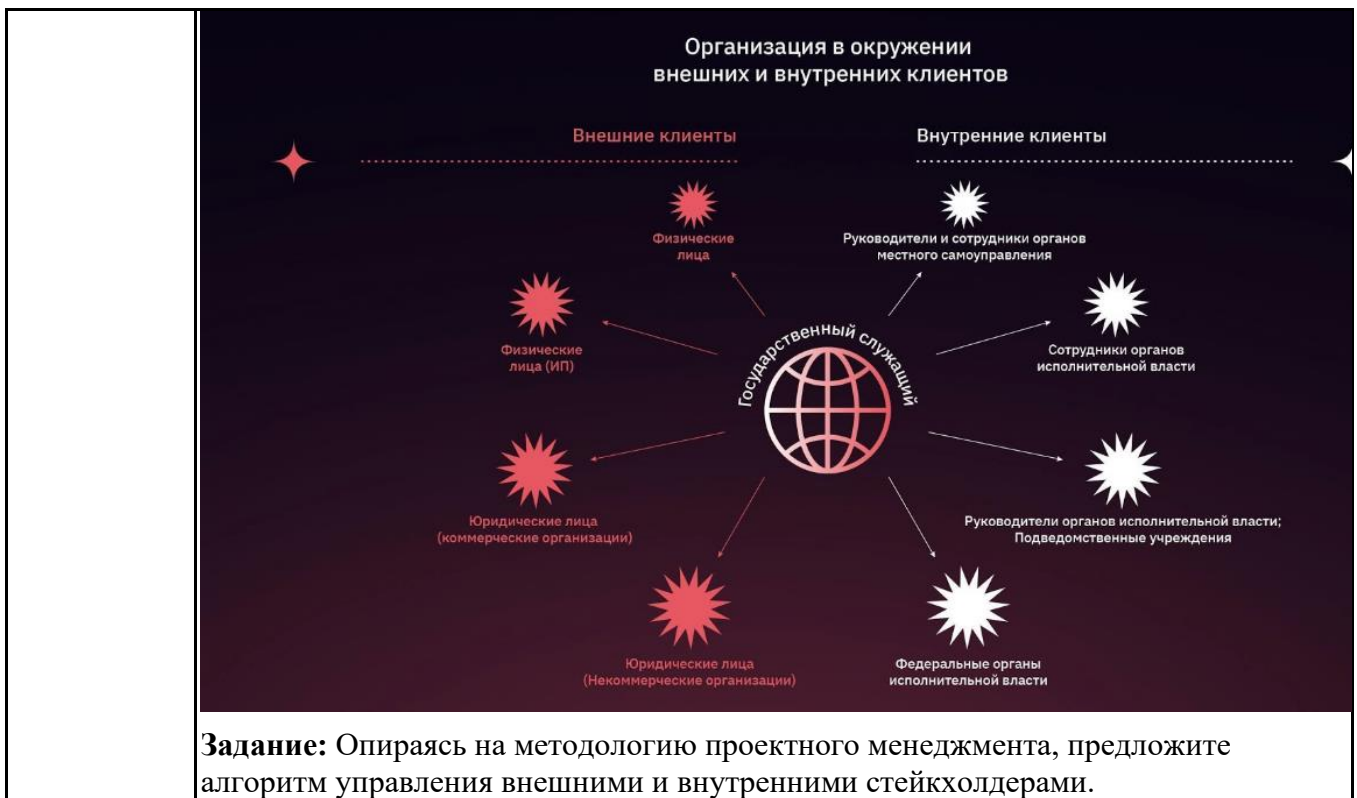 Организация в окружении
внешних и внутренних клиентов
Внешние клиенты
Внутренние клиенты
Физические
лица
Руководители и сотрудники органов
местного самоуправления
Физические
лица (ИП)
Государственный служащий
Сотрудники органов
исполнительной власти
Юридические лица
(коммерческие организации)
Руководители органов исполнительной власти;
Подведомственные учреждения
Юридические лица
(Некоммерческие организации)
Федеральные органы
исполнительной власти
Задание: Опираясь на методологию проектного менеджмента, предложите
алгоритм управления внешними и внутренними стейкхолдерами.